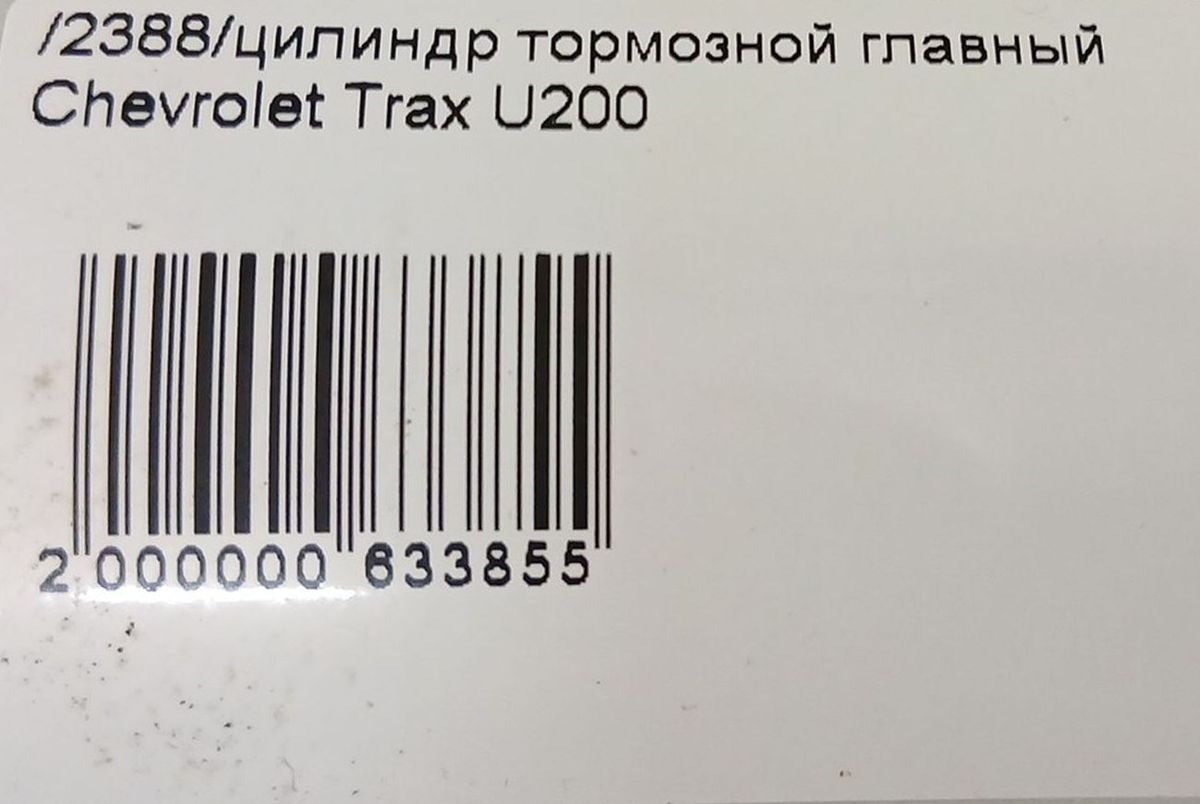 /2388/цилиндр тормозной главный
Chevrolet Trax U200
2 000000 633855